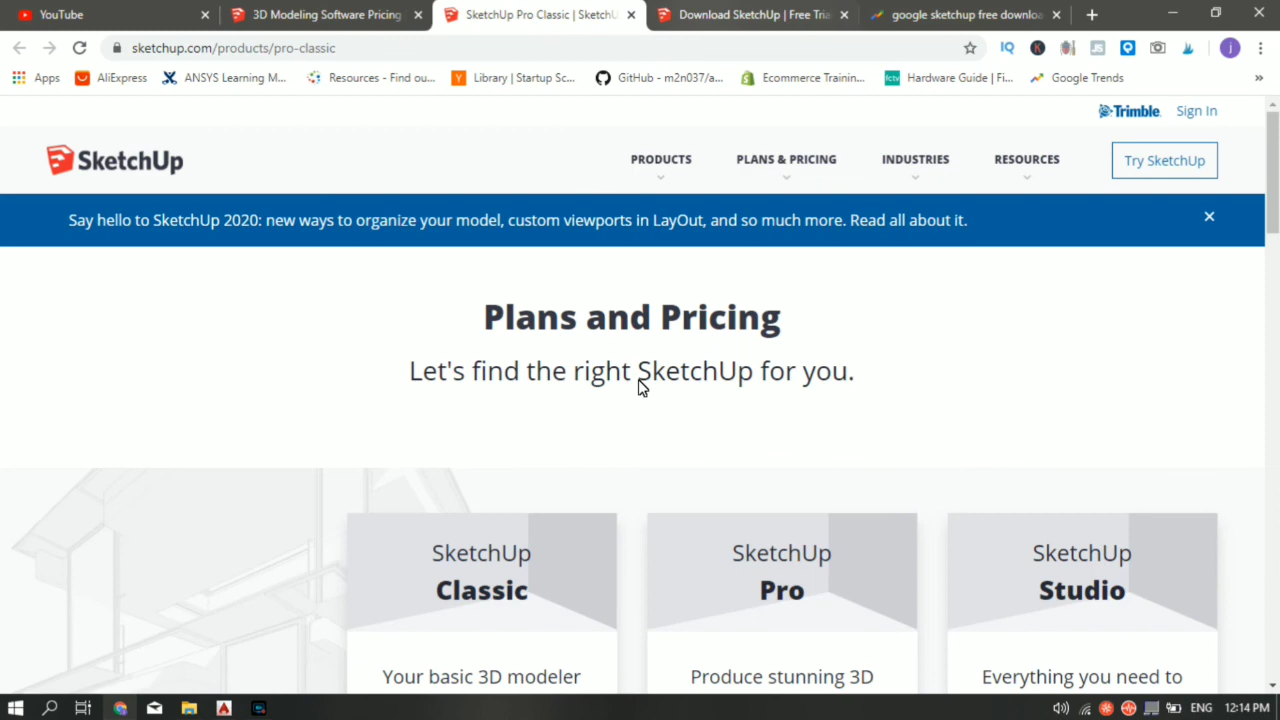 YouTube
3D Modeling Software Pricing
SketchUp Pro Classic | Sketch
Download SketchUp | Free Tria
google sketchup free downloa
sketchup.com/products/pro-classic
IQ
K
JS
j
Apps
AliExpress
ANSYS Learning M...
Resources - Find ou...
Y
Library | Startup Sc...
GitHub - m2n037/a...
Ecommerce Trainin...
fctv
Hardware Guide | Fi...
Google Trends
»
Trimble
Sign In
SketchUp
PRODUCTS
PLANS & PRICING
INDUSTRIES
RESOURCES
Try SketchUp
Say hello to SketchUp 2020: new ways to organize your model, custom viewports in LayOut, and so much more. Read all about it.
Plans and Pricing
Let's find the right SketchUp for you.
SketchUp
Classic
SketchUp
Pro
SketchUp
Studio
Your basic 3D modeler
Produce stunning 3D
Everything you need to
ENG
12:14 PM